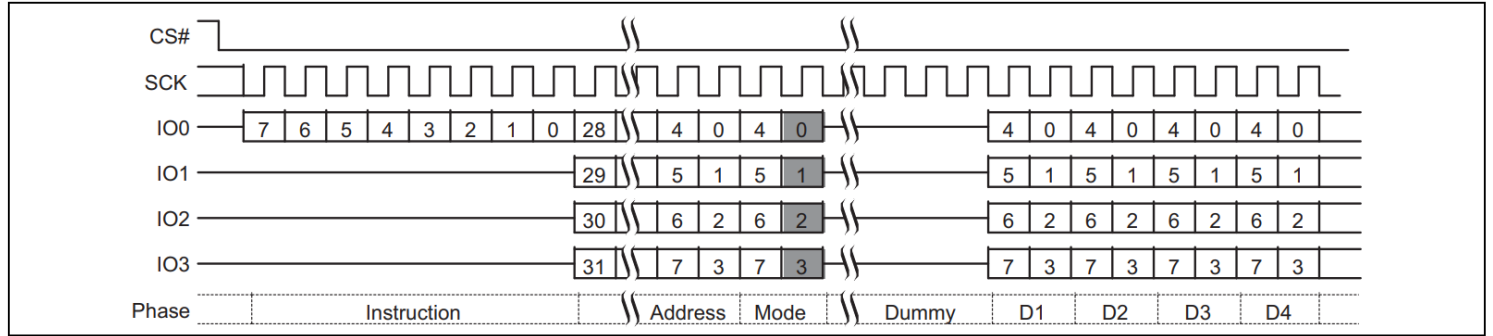 CS#
SCK
IO0 7 6 5 4 3 2 1 0 28 4 0 4 0 4 0 4 0 4 0 4 0
IO1 29 5 1 5 1 5 1 5 1 5 1 5 1
IO2 30 6 2 6 2 6 2 6 2 6 2 6 2
IO3 31 7 3 7 3 7 3 7 3 7 3 7 3
Phase Instruction Address Mode Dummy D1 D2 D3 D4